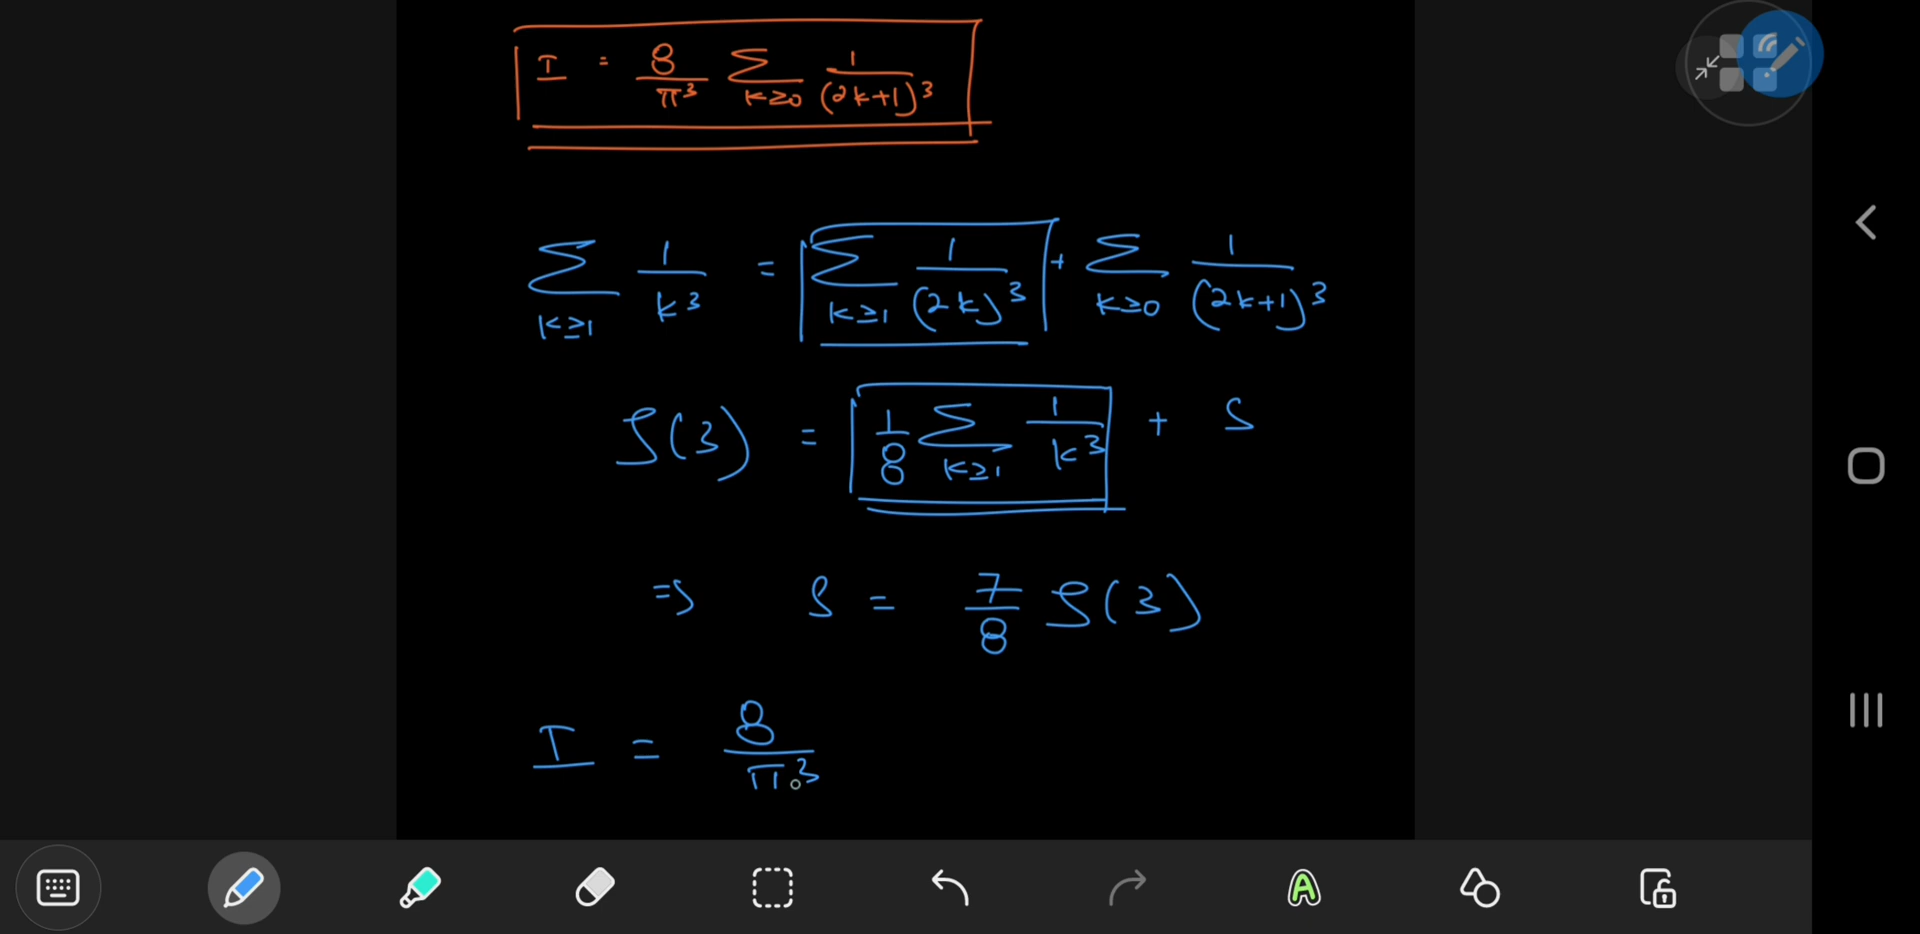 I = 8/π³ Σ_{k≥0} 1/(2k+1)³
Σ_{k≥1} 1/k³ = Σ_{k≥1} 1/(2k)³ + Σ_{k≥0} 1/(2k+1)³
ζ(3) = 1/8 Σ_{k≥1} 1/k³ + S
⇒ S = 7/8 ζ(3)
I = 8/π³
A